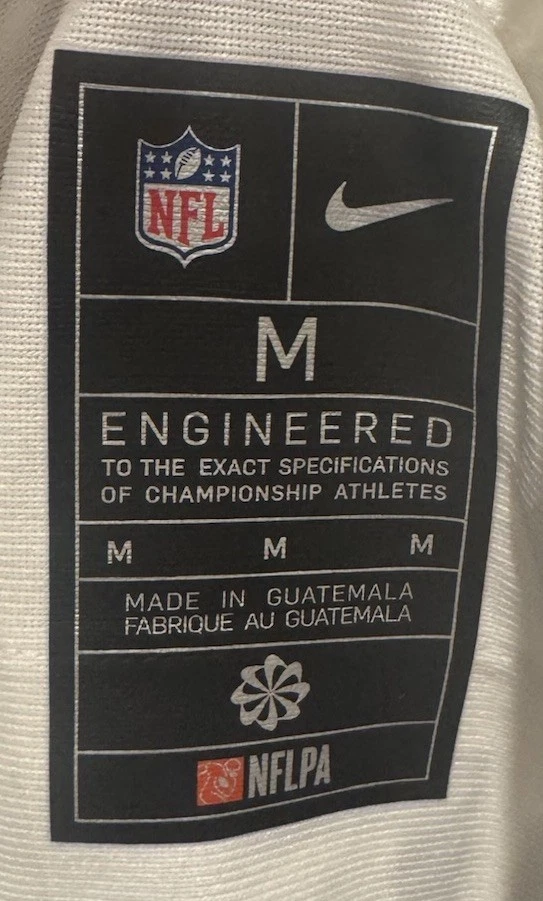 NFL
M
ENGINEERED
TO THE EXACT SPECIFICATIONS
OF CHAMPIONSHIP ATHLETES
M M M
MADE IN GUATEMALA
FABRIQUE AU GUATEMALA
NFLPA